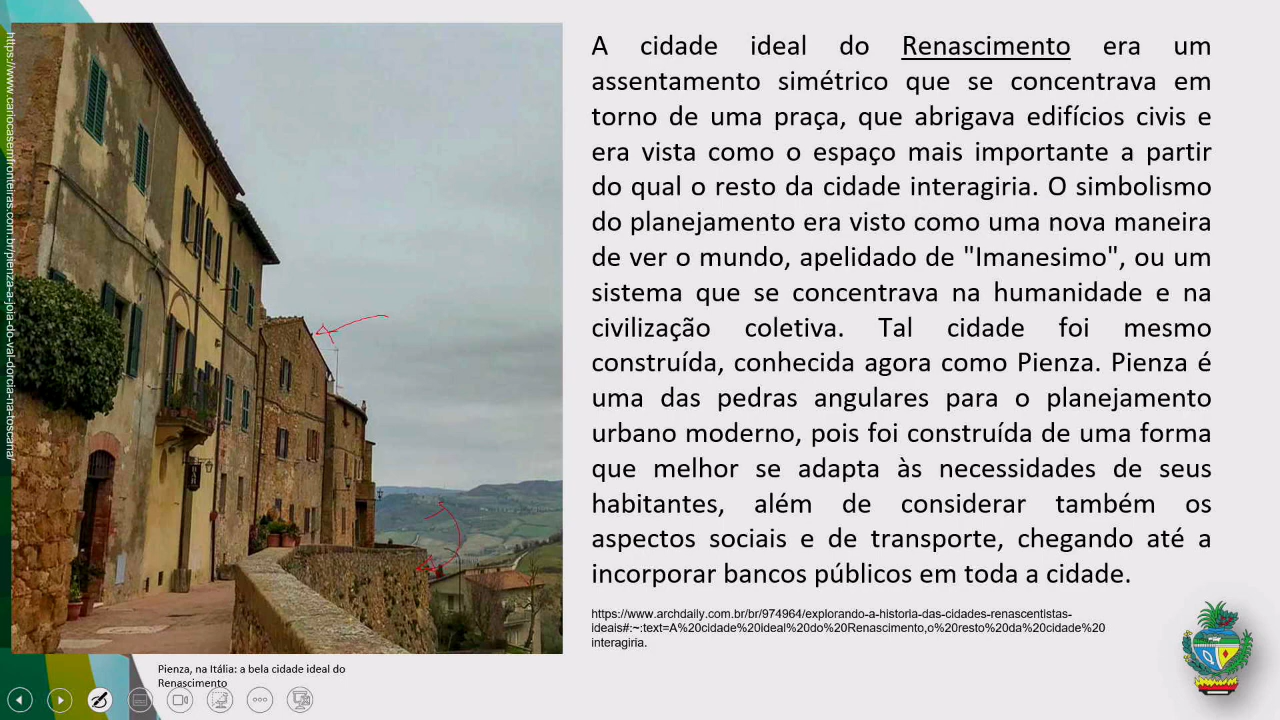 https://www.cariocasemfronteiras.com.br/pienza-a-joia-do-val-dorcia-na-toscana/
A cidade ideal do Renascimento era um
assentamento simétrico que se concentrava em
torno de uma praça, que abrigava edifícios civis e
era vista como o espaço mais importante a partir
do qual o resto da cidade interagiria. O simbolismo
do planejamento era visto como uma nova maneira
de ver o mundo, apelidado de "Imanesimo", ou um
sistema que se concentrava na humanidade e na
civilização coletiva. Tal cidade foi mesmo
construída, conhecida agora como Pienza. Pienza é
uma das pedras angulares para o planejamento
urbano moderno, pois foi construída de uma forma
que melhor se adapta às necessidades de seus
habitantes, além de considerar também os
aspectos sociais e de transporte, chegando até a
incorporar bancos públicos em toda a cidade.
https://www.archdaily.com.br/br/974964/explorando-a-historia-das-cidades-renascentistas-
ideais#:~:text=A%20cidade%20ideal%20do%20Renascimento,o%20resto%20da%20cidade%20
interagiria.
Pienza, na Itália: a bela cidade ideal do
Renascimento